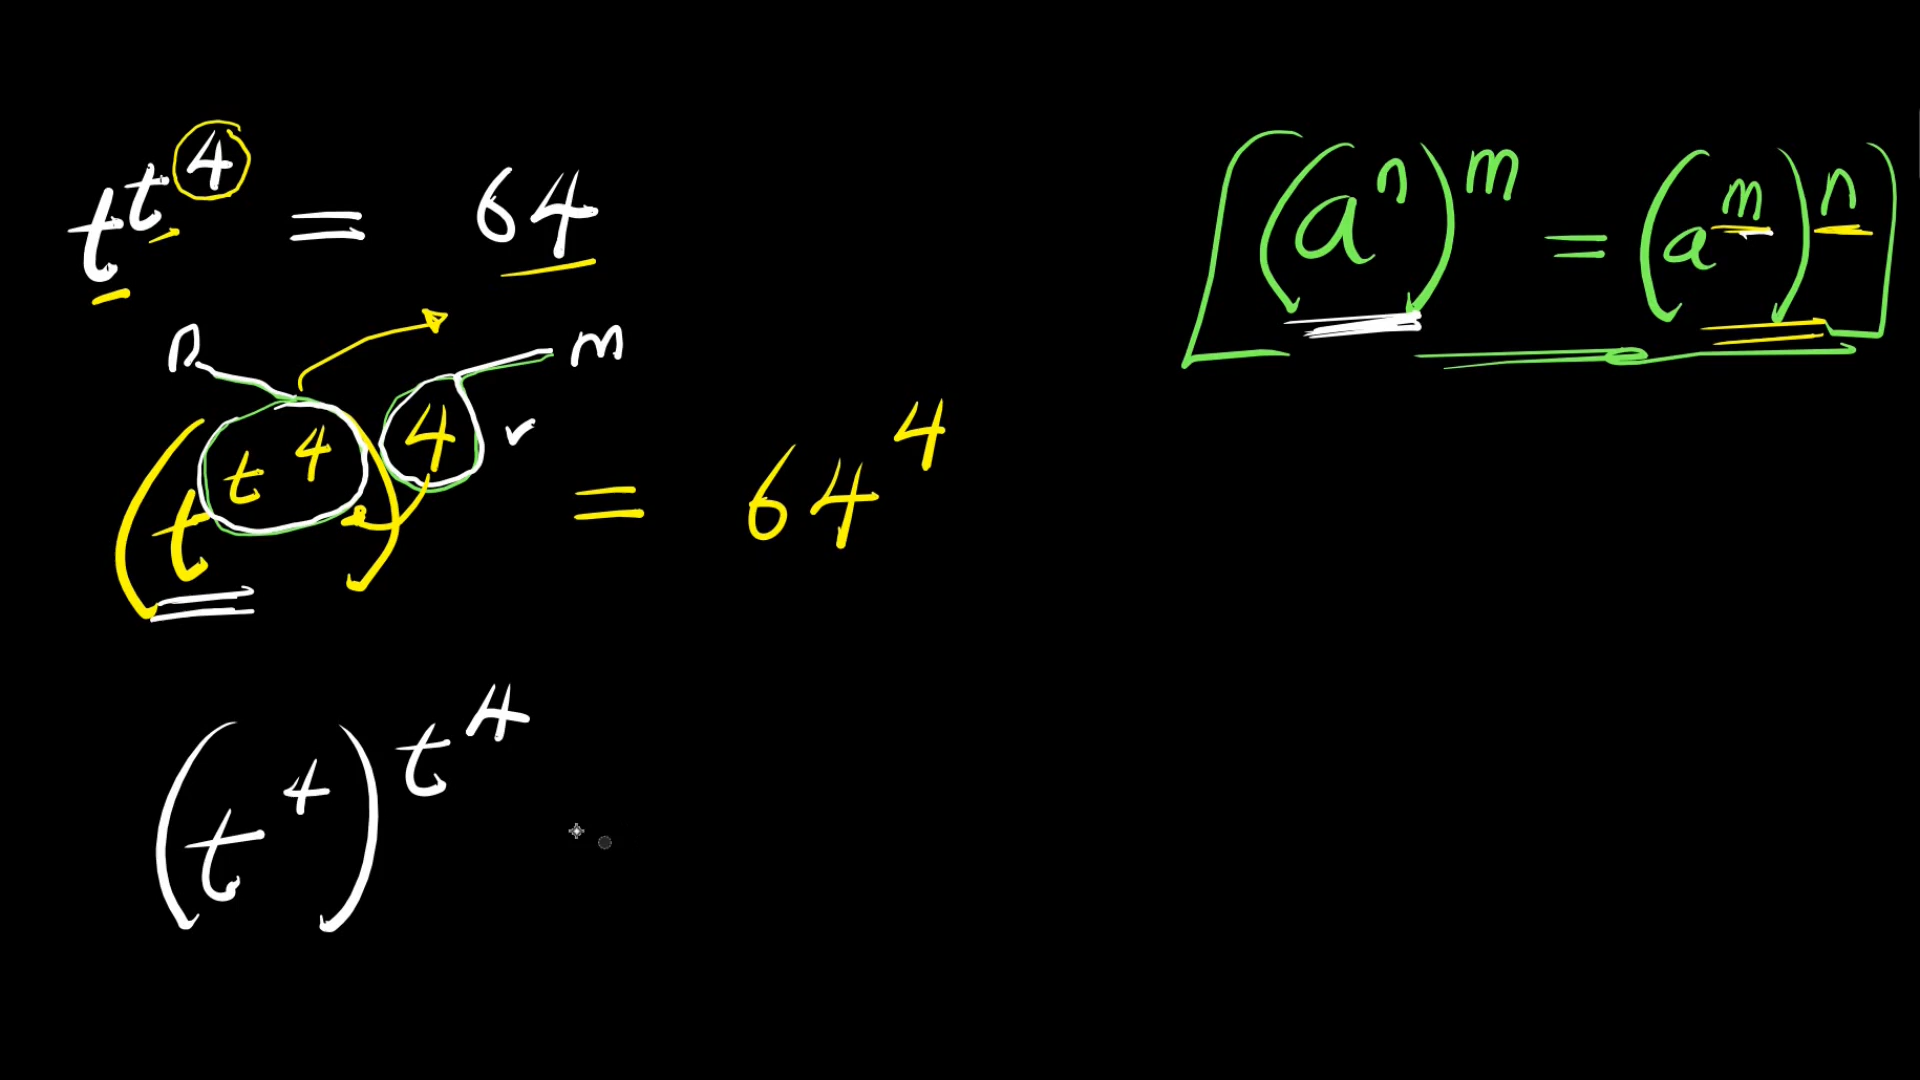 t^{t^4} = 64
[(a^n)^m = (a^m)^n]
n m
(t^{t^4})^4 ✓ = 64^4
(t^4)^{t^4}